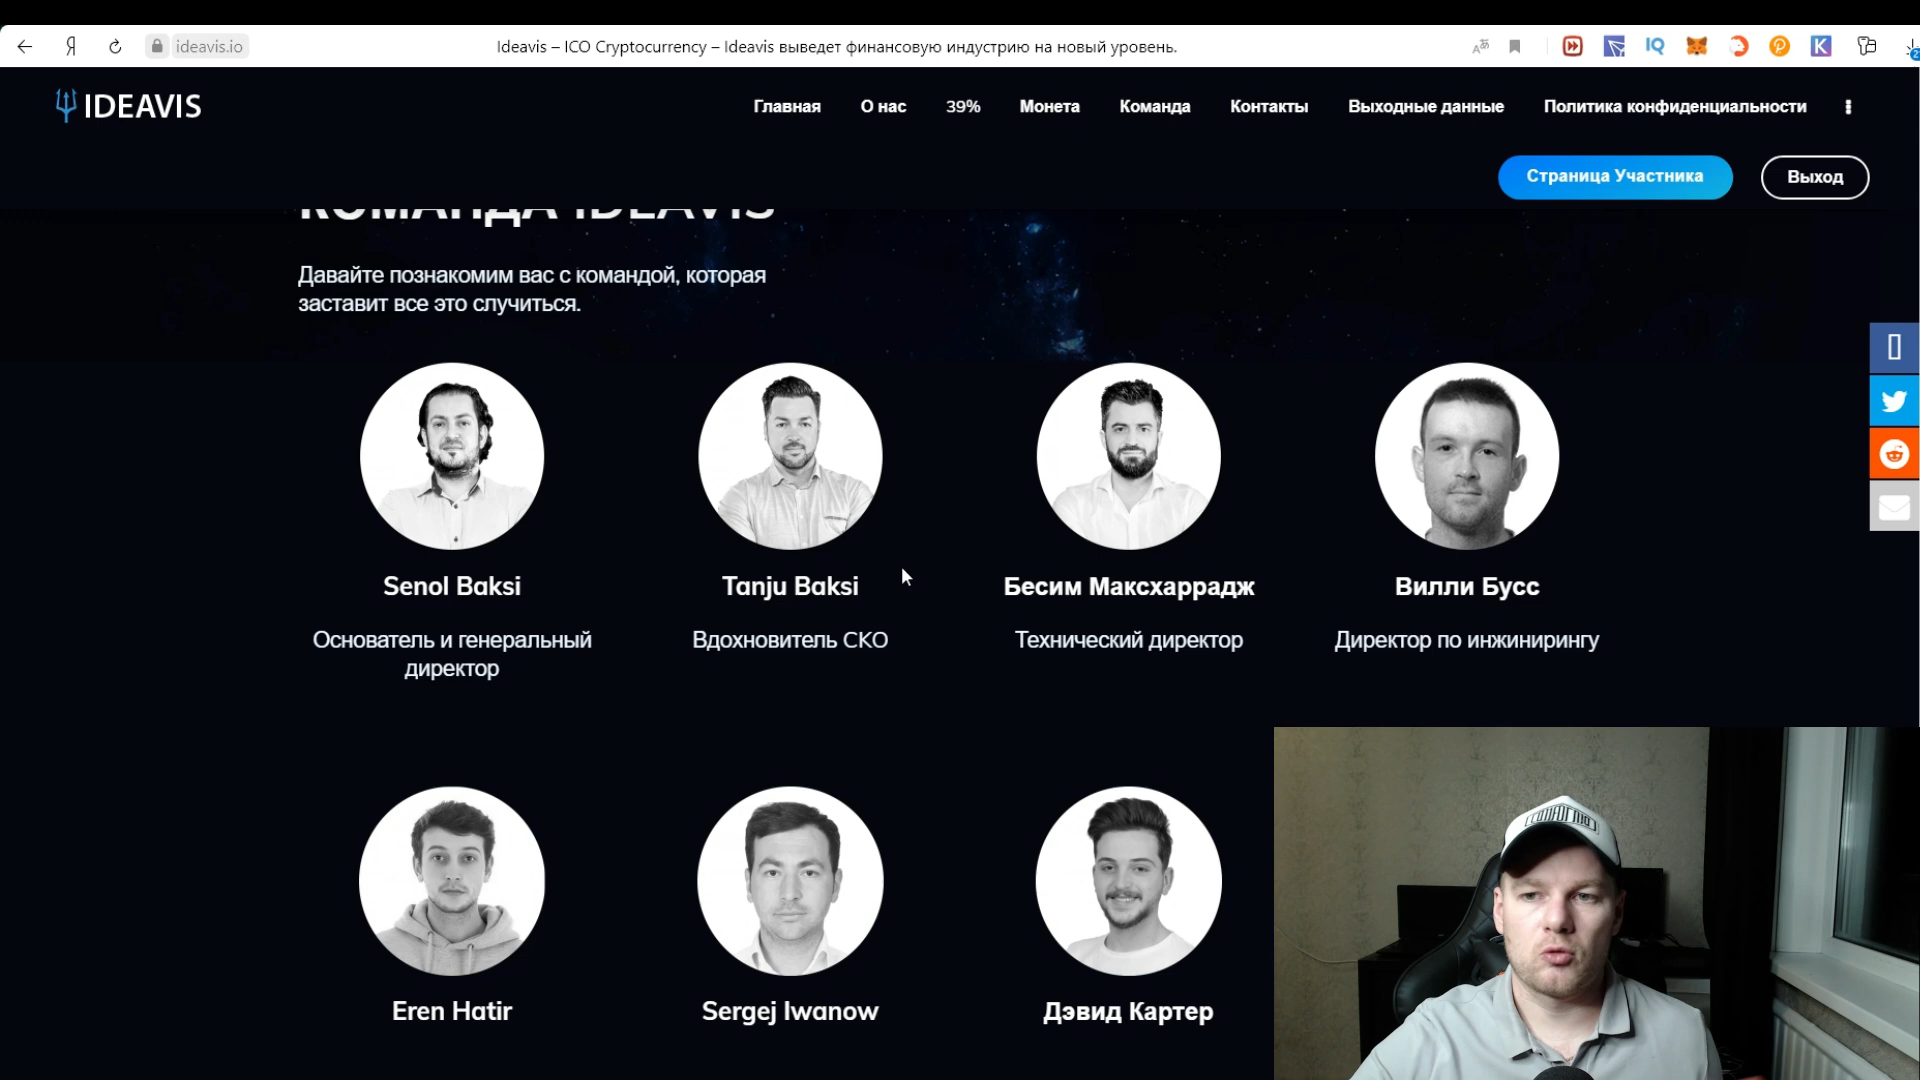 ideavis.io
Ideavis – ICO Cryptocurrency – Ideavis выведет финансовую индустрию на новый уровень.
IDEAVIS
Главная
О нас
39%
Монета
Команда
Контакты
Выходные данные
Политика конфиденциальности
Страница Участника
Выход
КОМАНДА IDEAVIS
Давайте познакомим вас с командой, которая
заставит все это случиться.
Senol Baksi
Основатель и генеральный
директор
Tanju Baksi
Вдохновитель СКО
Бесим Максхаррадж
Технический директор
Вилли Бусс
Директор по инжинирингу
Eren Hatir
Sergej Iwanow
Дэвид Картер